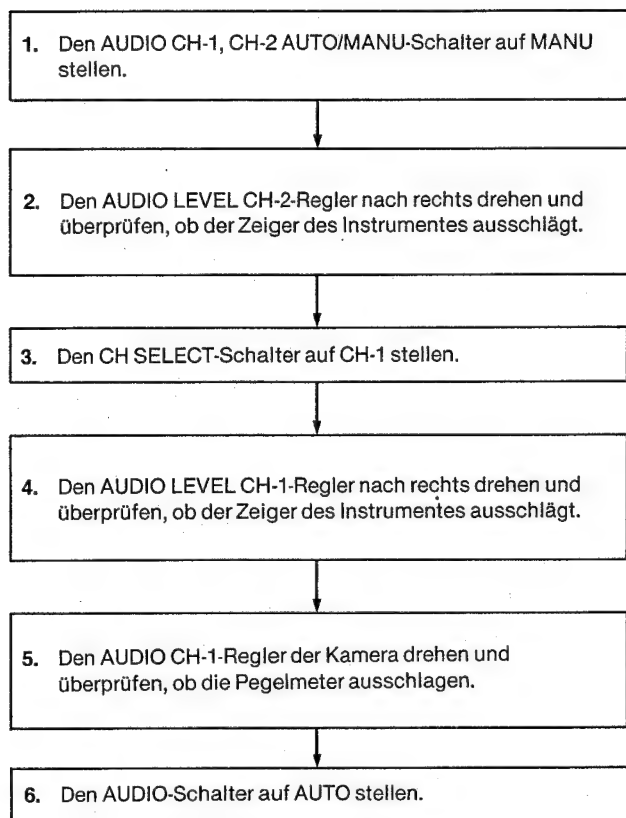 1. Den AUDIO CH-1, CH-2 AUTO/MANU-Schalter auf MANU
stellen.
2. Den AUDIO LEVEL CH-2-Regler nach rechts drehen und
überprüfen, ob der Zeiger des Instrumentes ausschlägt.
3. Den CH SELECT-Schalter auf CH-1 stellen.
4. Den AUDIO LEVEL CH-1-Regler nach rechts drehen und
überprüfen, ob der Zeiger des Instrumentes ausschlägt.
5. Den AUDIO CH-1-Regler der Kamera drehen und
überprüfen, ob die Pegelmeter ausschlagen.
6. Den AUDIO-Schalter auf AUTO stellen.